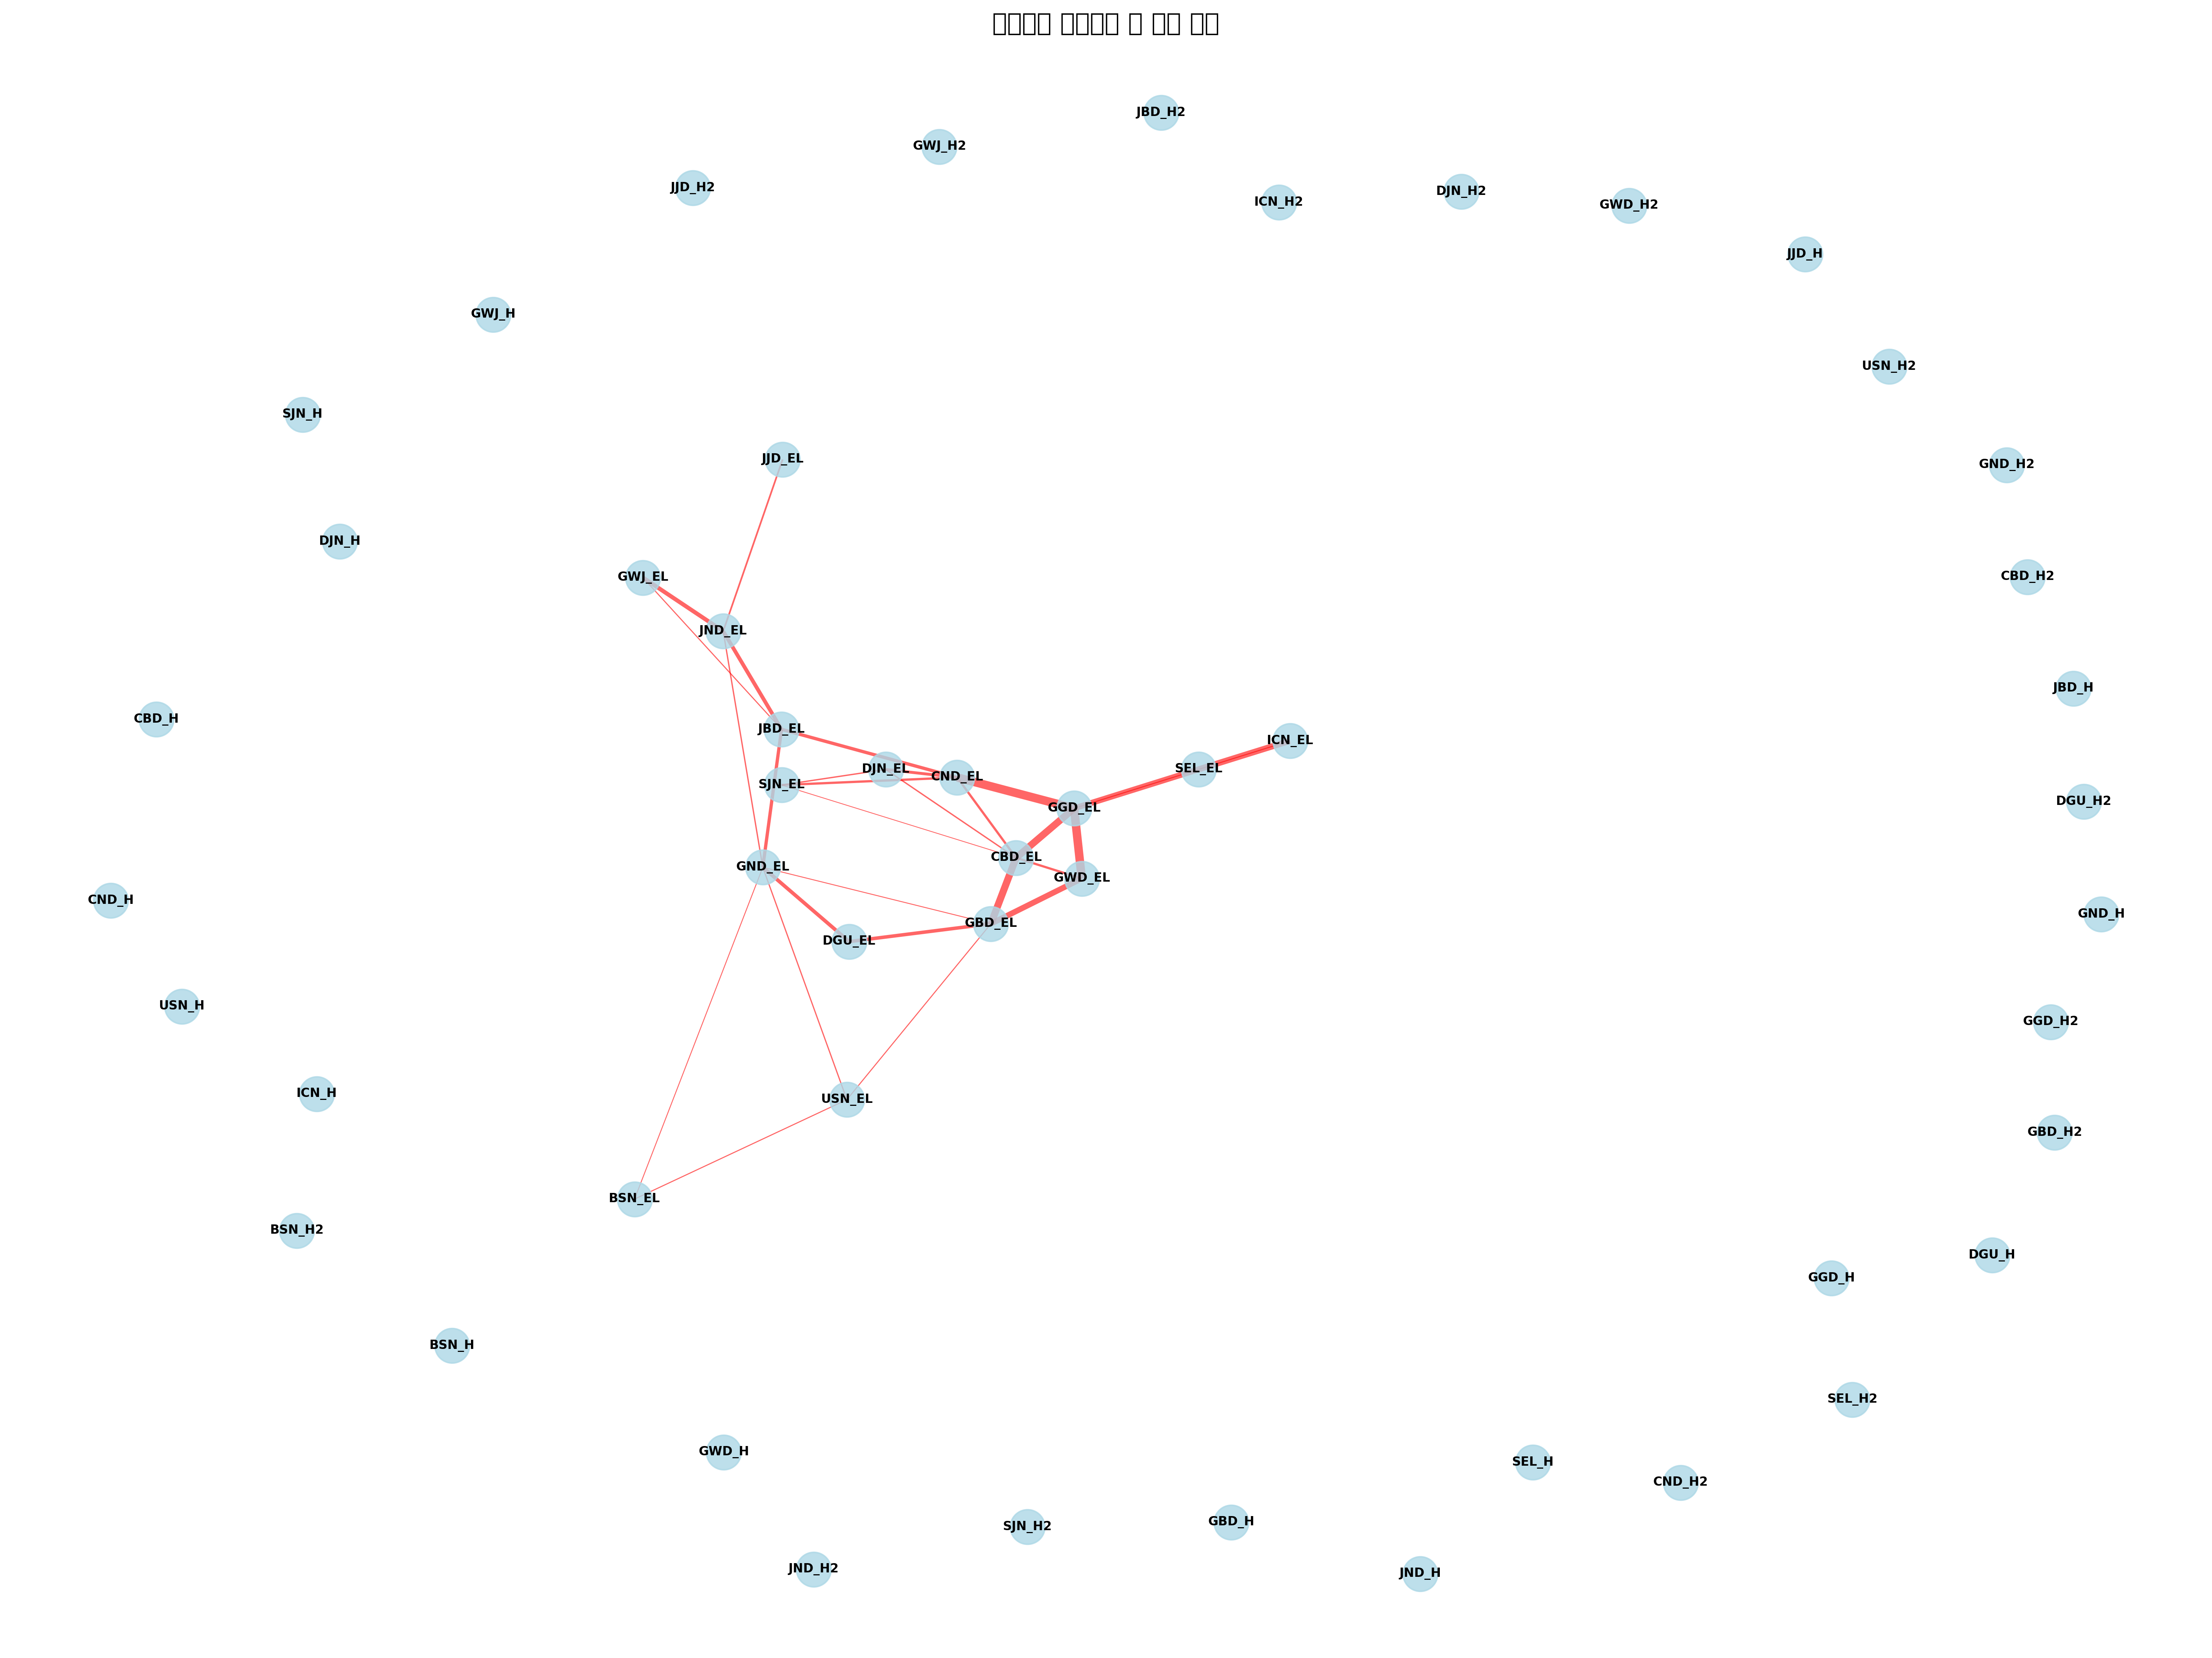 JBD_H2
GWJ_H2
JJD_H2
DJN_H2
ICN_H2
GWD_H2
JJD_H
GWJ_H
USN_H2
SJN_H
JJD_EL
GND_H2
DJN_H
GWJ_EL
CBD_H2
JND_EL
JBD_H
CBD_H
JBD_EL
ICN_EL
DJN_EL
SEL_EL
CND_EL
SJN_EL
DGU_H2
GGD_EL
CBD_EL
GND_EL
GWD_EL
CND_H
GND_H
GBD_EL
DGU_EL
USN_H
GGD_H2
ICN_H
USN_EL
GBD_H2
BSN_EL
BSN_H2
DGU_H
GGD_H
BSN_H
SEL_H2
GWD_H
SEL_H
CND_H2
GBD_H
SJN_H2
JND_H2
JND_H